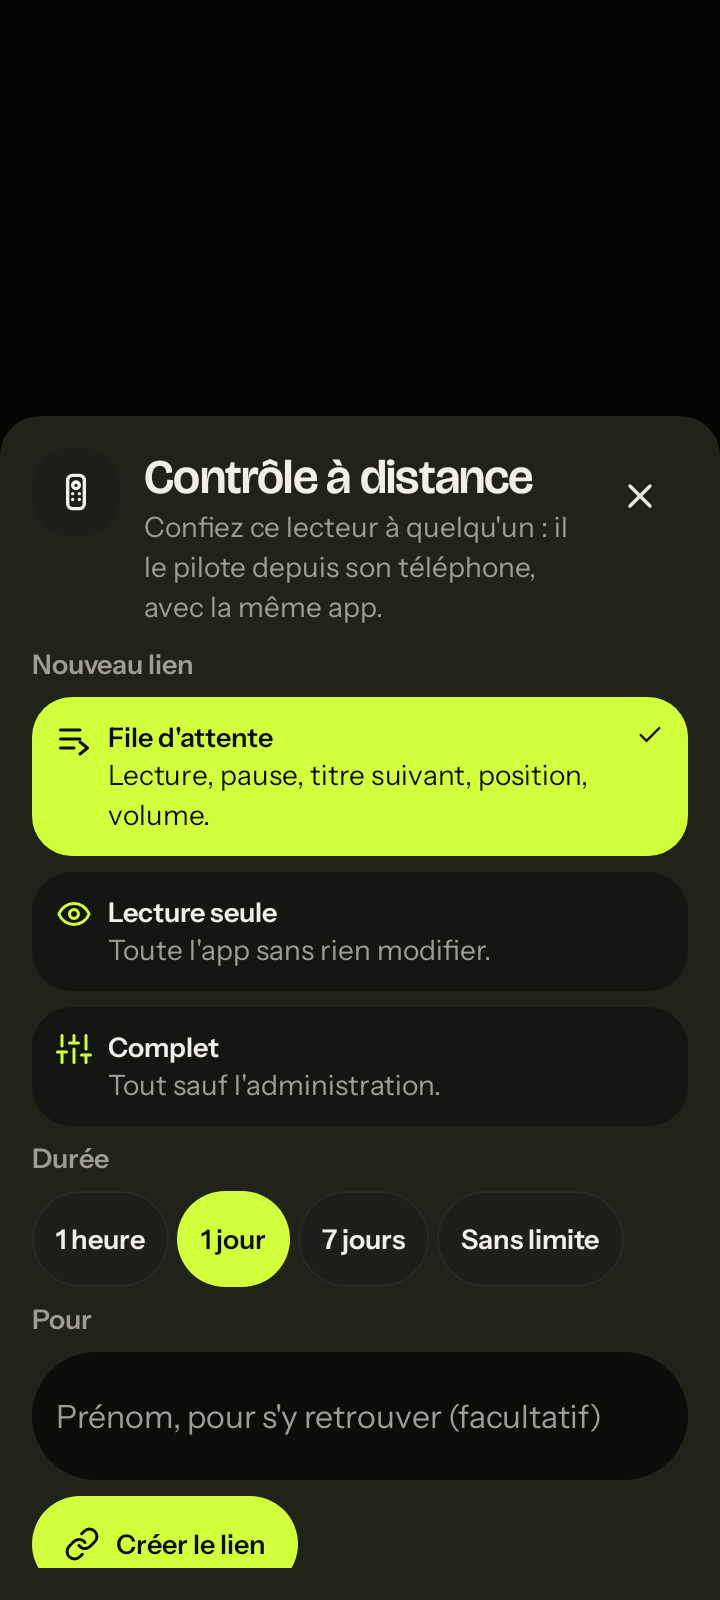 Contrôle à distance
Confiez ce lecteur à quelqu'un : il
le pilote depuis son téléphone,
avec la même app.
Nouveau lien
File d'attente
Lecture, pause, titre suivant, position,
volume.
Lecture seule
Toute l'app sans rien modifier.
Complet
Tout sauf l'administration.
Durée
1 heure
1 jour
7 jours
Sans limite
Pour
Prénom, pour s'y retrouver (facultatif)
Créer le lien